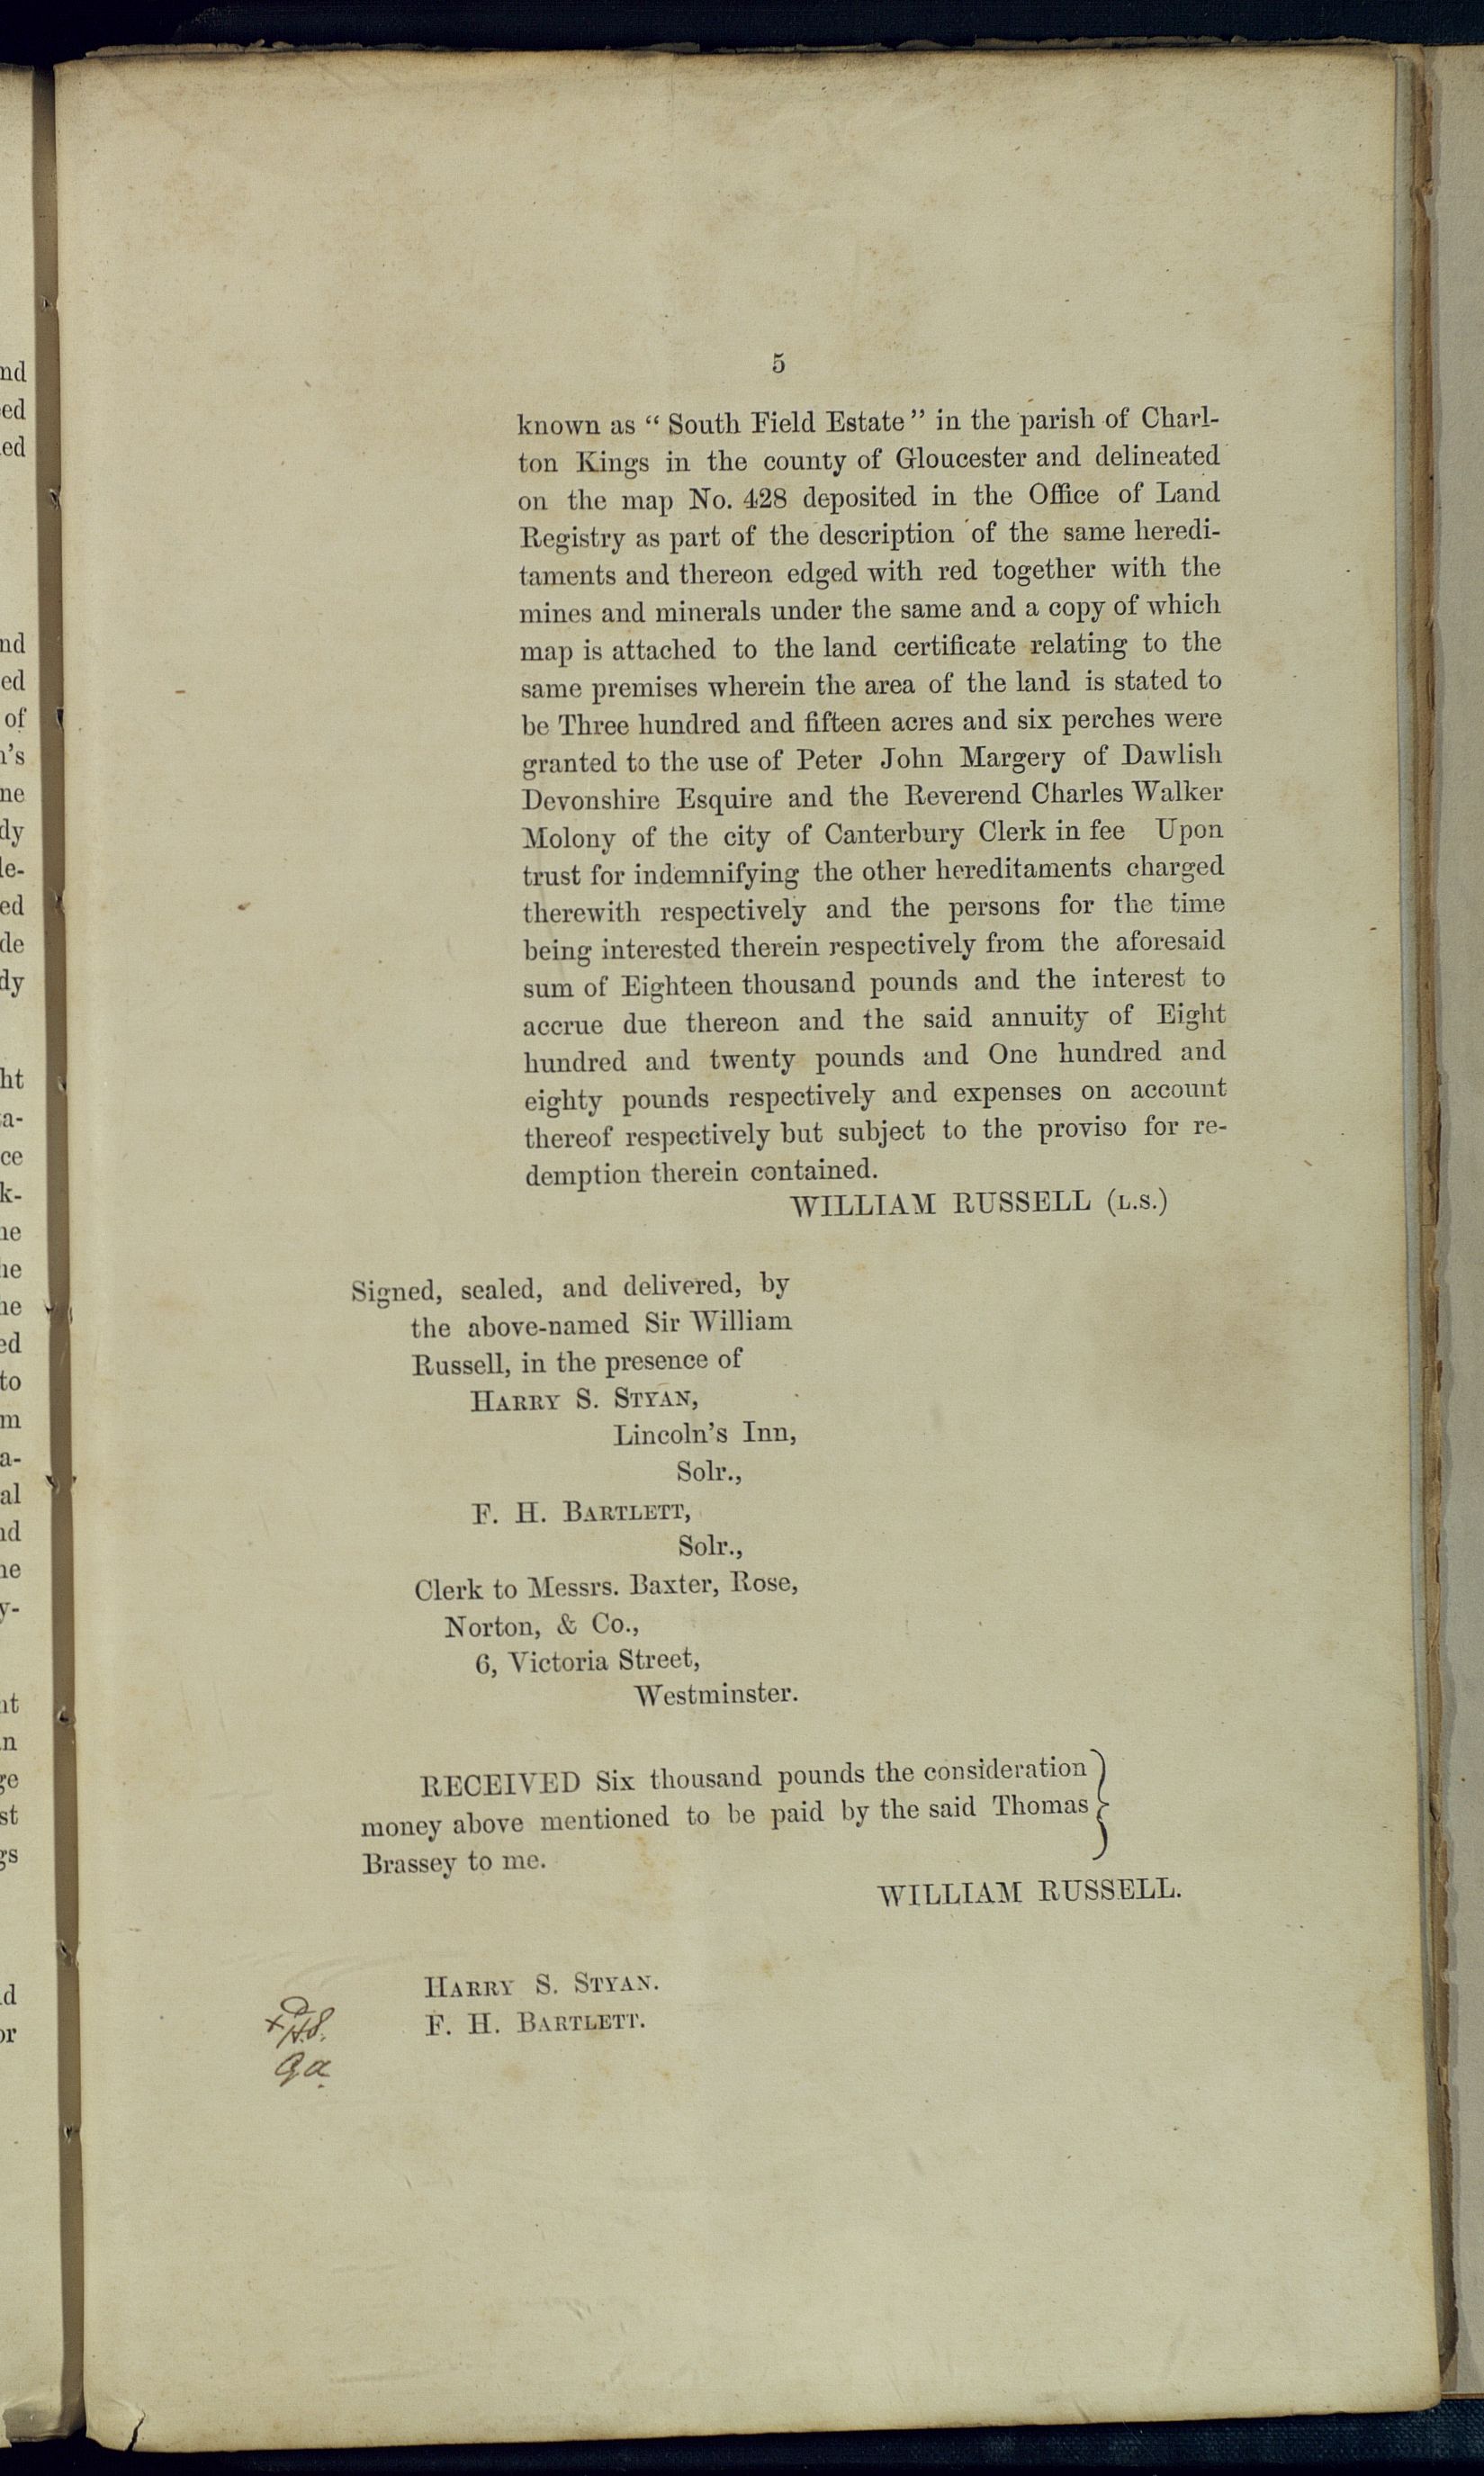 5
known as “ South Field Estate ” in the parish of Charl-
ton Kings in the county of Gloucester and delineated
on the map No. 428 deposited in the Office of Land
Registry as part of the description of the same heredi-
taments and thereon edged with red together with the
mines and minerals under the same and a copy of which
map is attached to the land certificate relating to the
same premises wherein the area of the land is stated to
be Three hundred and fifteen acres and six perches were
granted to the use of Peter John Margery of Dawlish
Devonshire Esquire and the Reverend Charles Walker
Molony of the city of Canterbury Clerk in fee Upon
trust for indemnifying the other hereditaments charged
therewith respectively and the persons for the time
being interested therein respectively from the aforesaid
sum of Eighteen thousand pounds and the interest to
accrue due thereon and the said annuity of Eight
hundred and twenty pounds and One hundred and
eighty pounds respectively and expenses on account
thereof respectively but subject to the proviso for re-
demption therein contained.
WILLIAM RUSSELL (L.S.)
Signed, sealed, and delivered, by
the above-named Sir William
Russell, in the presence of
HARRY S. STYAN,
Lincoln's Inn,
Solr.,
F. H. BARTLETT,
Solr.,
Clerk to Messrs. Baxter, Rose,
Norton, & Co.,
6, Victoria Street,
Westminster.
RECEIVED Six thousand pounds the consideration
money above mentioned to be paid by the said Thomas
Brassey to me.
WILLIAM RUSSELL.
HARRY S. STYAN.
F. H. BARTLETT.